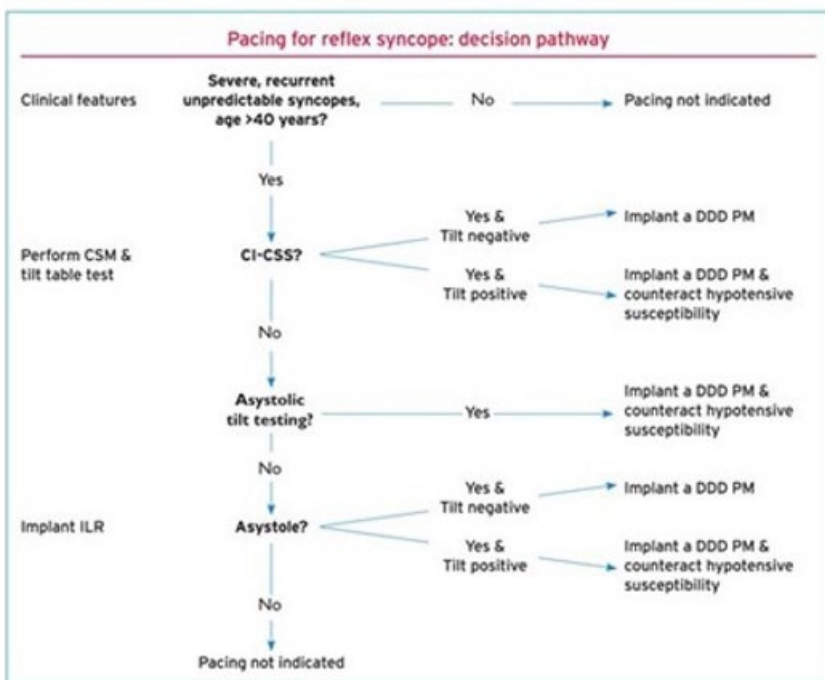 Pacing for reflex syncope: decision pathway
Clinical features
Severe, recurrent
unpredictable syncopes,
age >40 years?
No
Pacing not indicated
Yes
Perform CSM &
tilt table test
CI-CSS?
Yes &
Tilt negative
Implant a DDD PM
Yes &
Tilt positive
Implant a DDD PM &
counteract hypotensive
susceptibility
No
Asystolic
tilt testing?
Yes
Implant a DDD PM &
counteract hypotensive
susceptibility
No
Implant ILR
Asystole?
Yes &
Tilt negative
Implant a DDD PM
Yes &
Tilt positive
Implant a DDD PM &
counteract hypotensive
susceptibility
No
Pacing not indicated